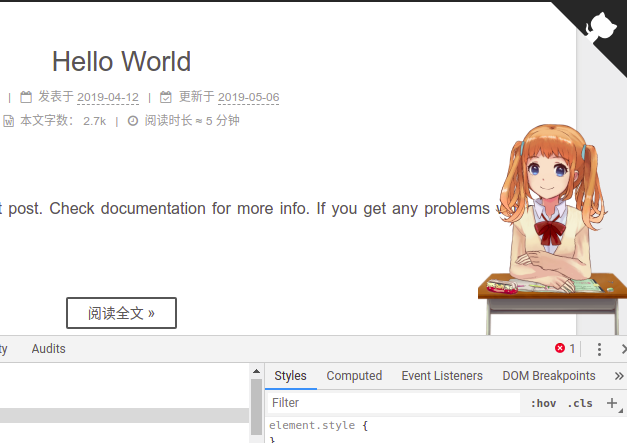 Hello World
| 发表于 2019-04-12 | 更新于 2019-05-06
本文字数： 2.7k | 阅读时长 ≈ 5 分钟
t post. Check documentation for more info. If you get any problems
阅读全文 »
ty Audits 1
Styles Computed Event Listeners DOM Breakpoints »
Filter :hov .cls +
element.style {
}